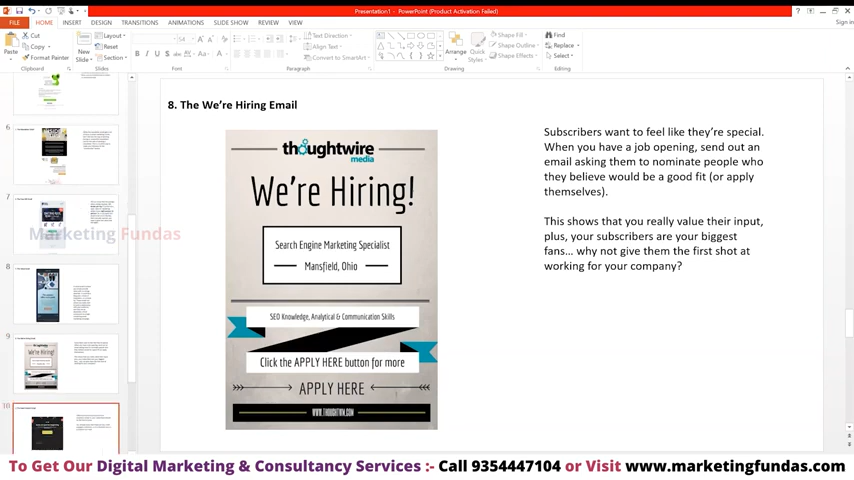 Presentation1 - PowerPoint (Product Activation Failed)
FILE HOME INSERT DESIGN TRANSITIONS ANIMATIONS SLIDE SHOW REVIEW VIEW
Sign in
Paste
Cut
Copy
Format Painter
Clipboard
New Slide
Layout
Reset
Section
Slides
Font
Text Direction
Align Text
Convert to SmartArt
Paragraph
Arrange
Quick Styles
Shape Fill
Shape Outline
Shape Effects
Drawing
Find
Replace
Select
Editing
6
7
8
9
10
We're Hiring!
Marketing Fundas
8. The We're Hiring Email
thoughtwire
media
We're Hiring!
Search Engine Marketing Specialist
Mansfield, Ohio
SEO Knowledge, Analytical & Communication Skills
Click the APPLY HERE button for more
APPLY HERE
Subscribers want to feel like they're special.
When you have a job opening, send out an
email asking them to nominate people who
they believe would be a good fit (or apply
themselves).
This shows that you really value their input,
plus, your subscribers are your biggest
fans... why not give them the first shot at
working for your company?
To Get Our Digital Marketing & Consultancy Services :- Call 9354447104 or Visit www.marketingfundas.com